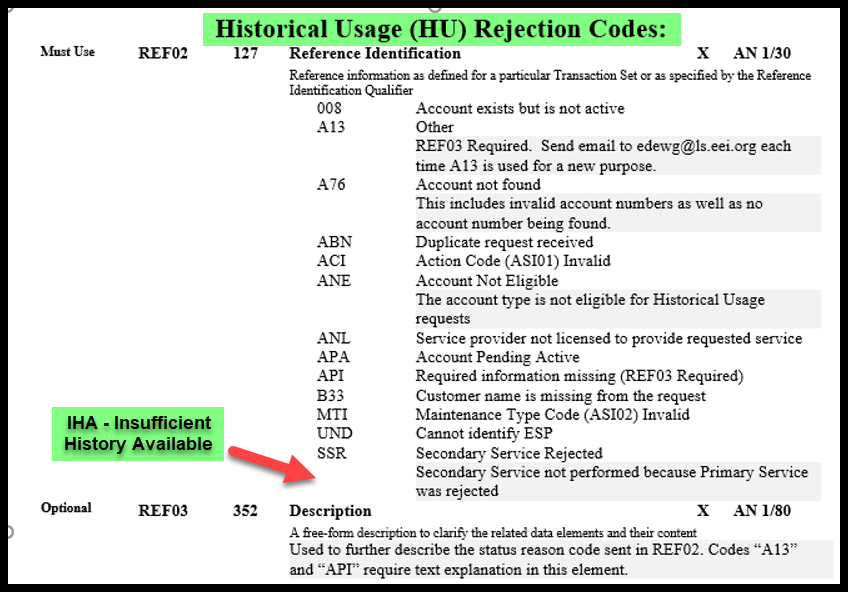 Historical Usage (HU) Rejection Codes:
Must Use REF02 127 Reference Identification X AN 1/30
Reference information as defined for a particular Transaction Set or as specified by the Reference
Identification Qualifier
008 Account exists but is not active
A13 Other
REF03 Required. Send email to edewg@ls.eei.org each
time A13 is used for a new purpose.
A76 Account not found
This includes invalid account numbers as well as no
account number being found.
ABN Duplicate request received
ACI Action Code (ASI01) Invalid
ANE Account Not Eligible
The account type is not eligible for Historical Usage
requests
ANL Service provider not licensed to provide requested service
APA Account Pending Active
API Required information missing (REF03 Required)
B33 Customer name is missing from the request
MTI Maintenance Type Code (ASI02) Invalid
UND Cannot identify ESP
SSR Secondary Service Rejected
Secondary Service not performed because Primary Service
was rejected
IHA - Insufficient
History Available
Optional REF03 352 Description X AN 1/80
A free-form description to clarify the related data elements and their content
Used to further describe the status reason code sent in REF02. Codes “A13”
and “API” require text explanation in this element.